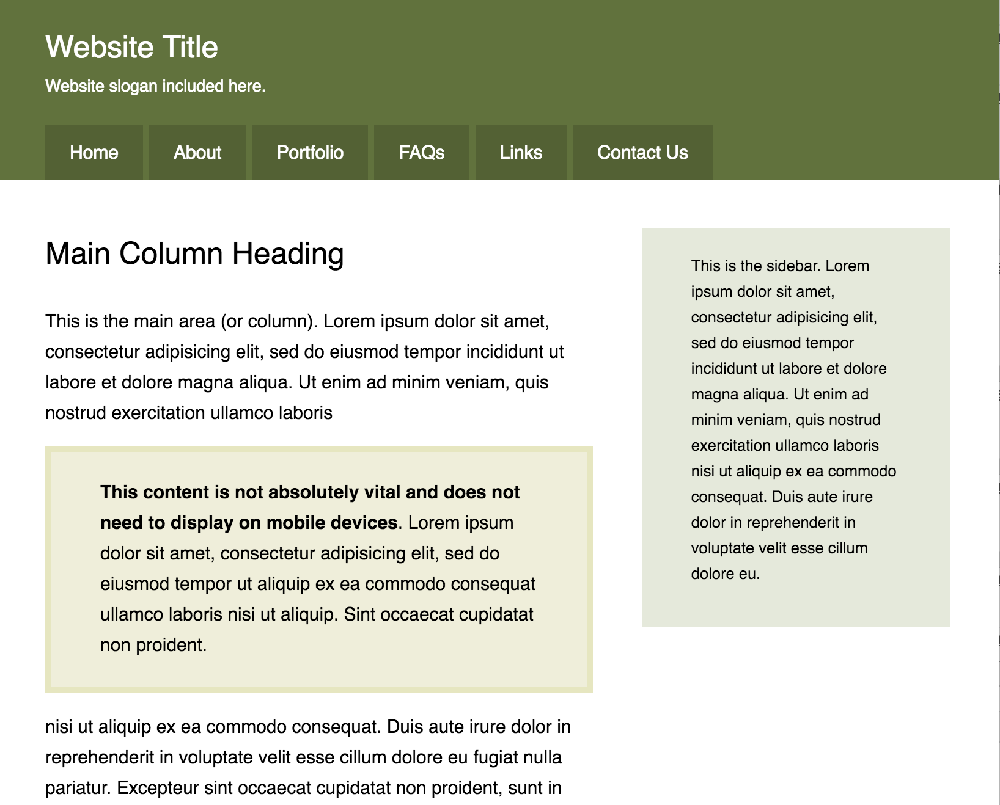 Website Title
Website slogan included here.
Home About Portfolio FAQs Links Contact Us
Main Column Heading
This is the main area (or column). Lorem ipsum dolor sit amet,
consectetur adipisicing elit, sed do eiusmod tempor incididunt ut
labore et dolore magna aliqua. Ut enim ad minim veniam, quis
nostrud exercitation ullamco laboris
This content is not absolutely vital and does not
need to display on mobile devices. Lorem ipsum
dolor sit amet, consectetur adipisicing elit, sed do
eiusmod tempor ut aliquip ex ea commodo consequat
ullamco laboris nisi ut aliquip. Sint occaecat cupidatat
non proident.
nisi ut aliquip ex ea commodo consequat. Duis aute irure dolor in
reprehenderit in voluptate velit esse cillum dolore eu fugiat nulla
pariatur. Excepteur sint occaecat cupidatat non proident, sunt in
This is the sidebar. Lorem
ipsum dolor sit amet,
consectetur adipisicing elit,
sed do eiusmod tempor
incididunt ut labore et dolore
magna aliqua. Ut enim ad
minim veniam, quis nostrud
exercitation ullamco laboris
nisi ut aliquip ex ea commodo
consequat. Duis aute irure
dolor in reprehenderit in
voluptate velit esse cillum
dolore eu.